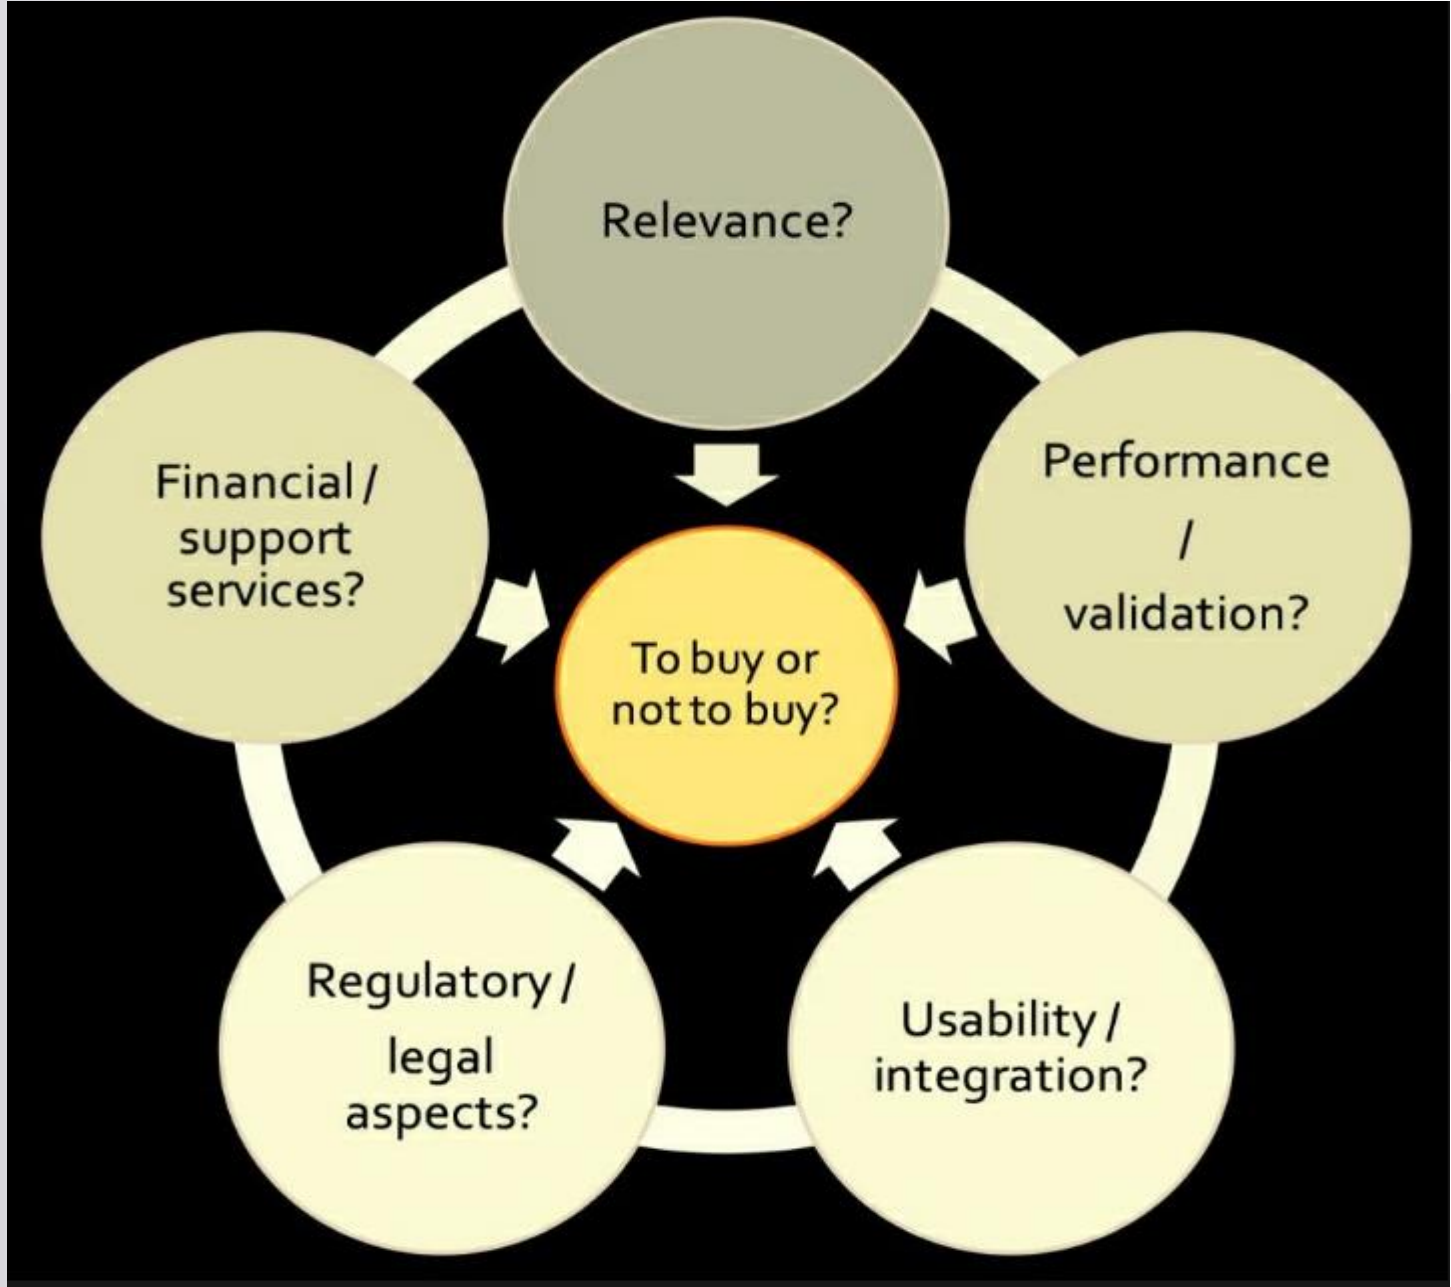 Relevance?
Performance
/
validation?
Usability /
integration?
Regulatory /
legal
aspects?
Financial /
support
services?
To buy or
not to buy?